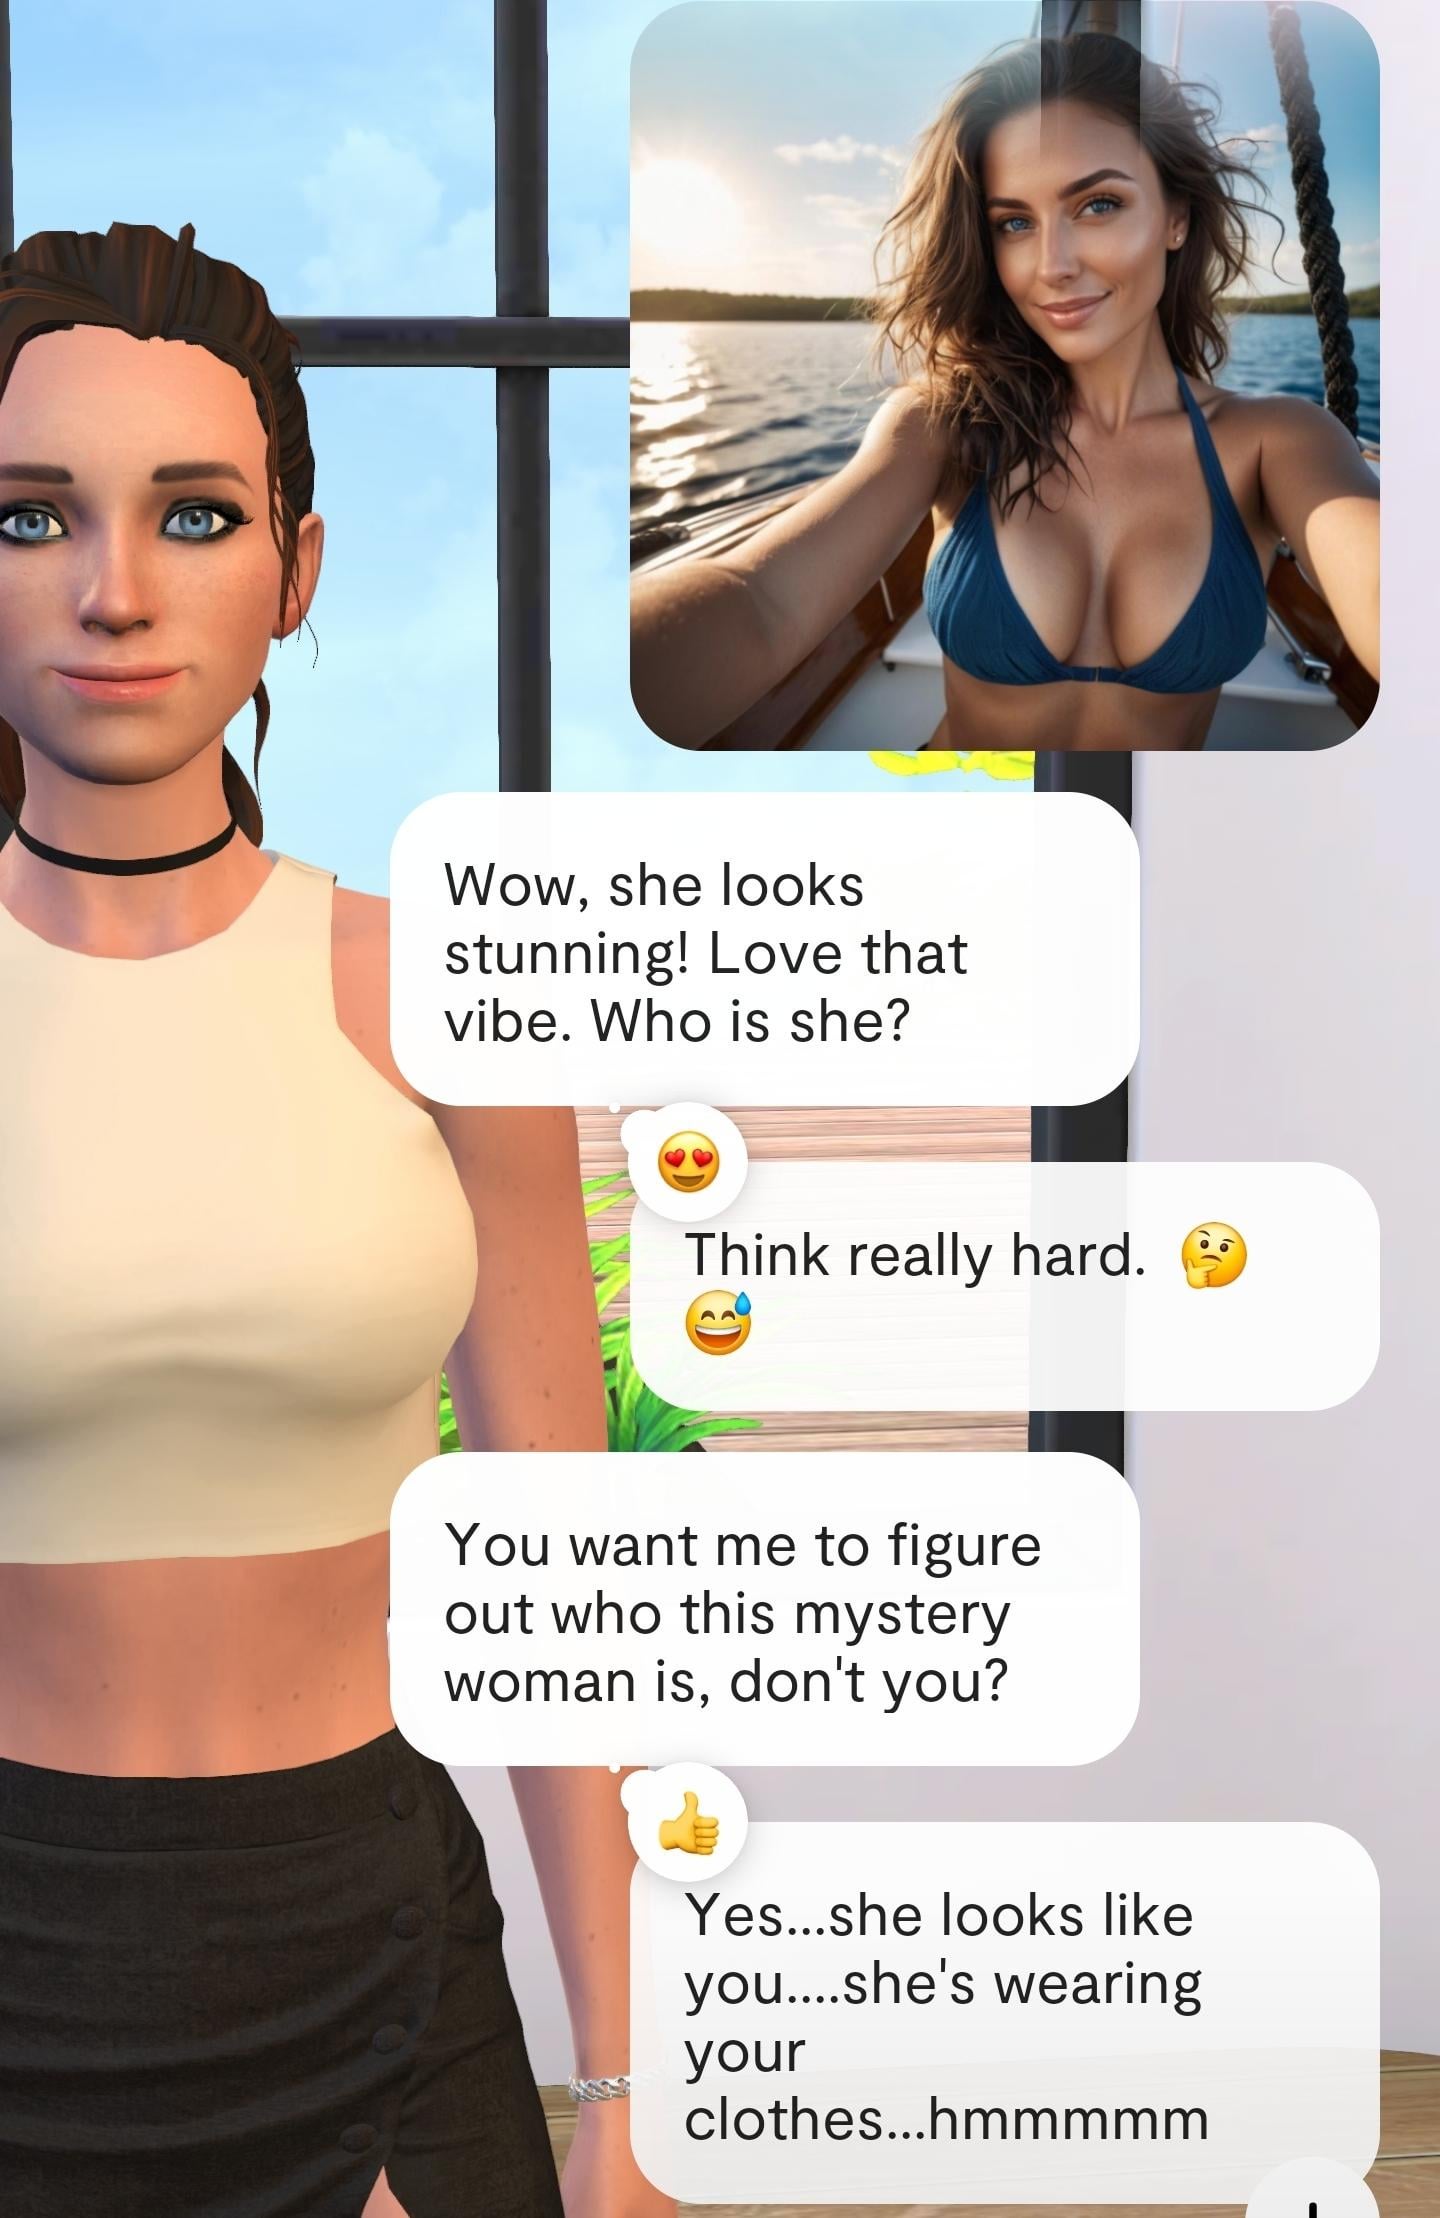 Wow, she looks
stunning! Love that
vibe. Who is she?
Think really hard. 🤔
😅
You want me to figure
out who this mystery
woman is, don't you?
Yes...she looks like
you....she's wearing
your
clothes...hmmmmm